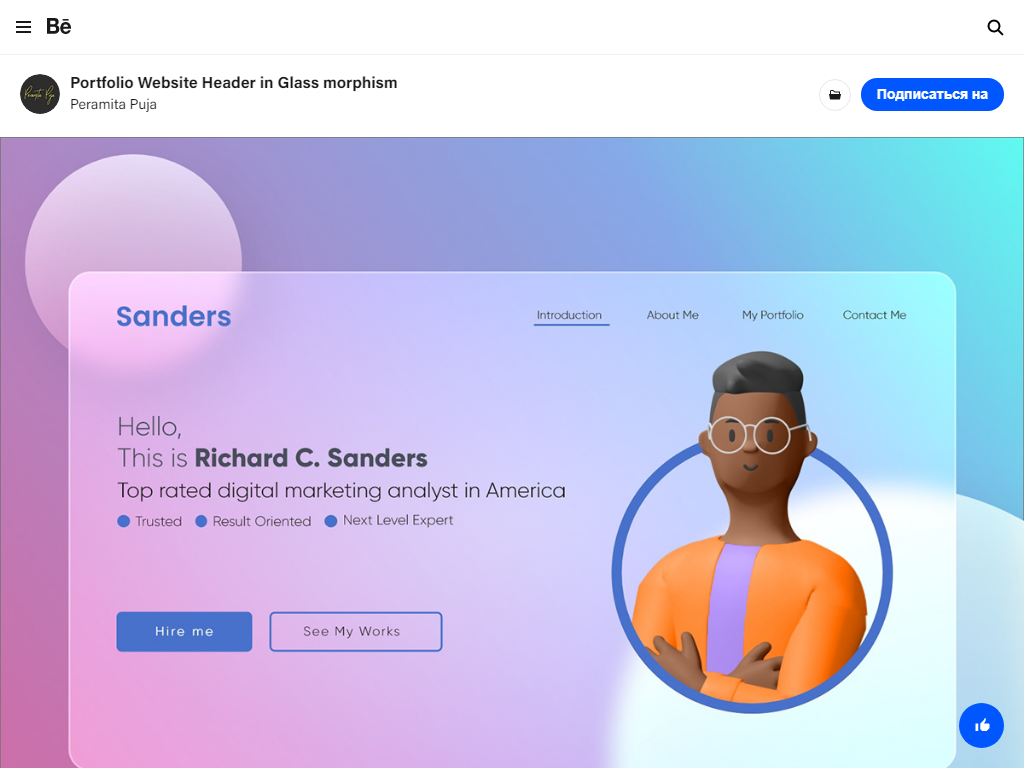 Bē
Portfolio Website Header in Glass morphism
Peramita Puja
Подписаться на
Peramita Puja
Sanders
Introduction
About Me
My Portfolio
Contact Me
Hello,
This is Richard C. Sanders
Top rated digital marketing analyst in America
Trusted
Result Oriented
Next Level Expert
Hire me
See My Works